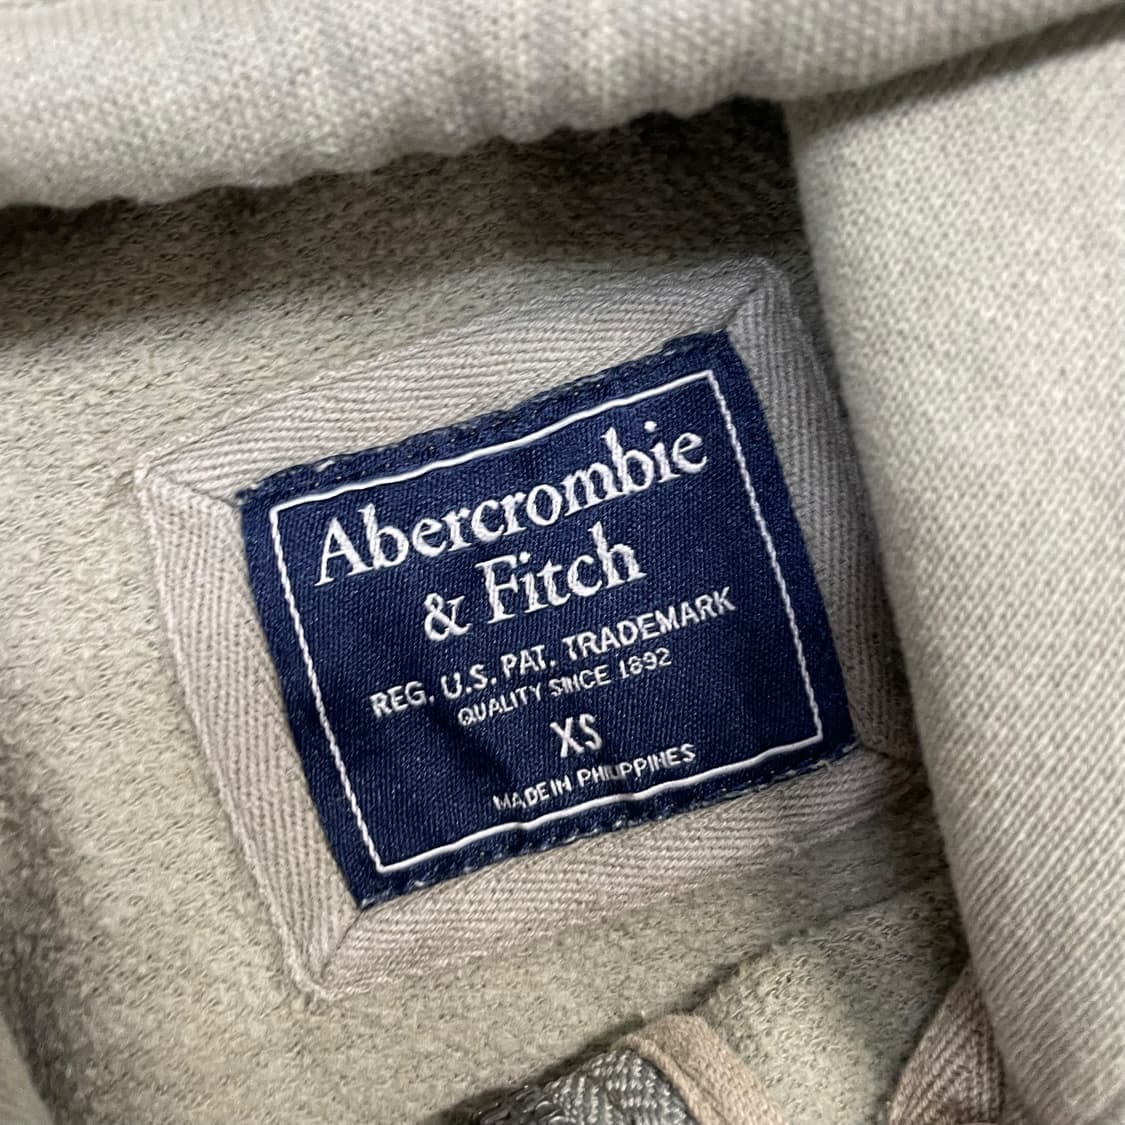 Abercrombie
& Fitch
REG. U.S. PAT. TRADEMARK
QUALITY SINCE 1892
XS
MADE IN PHILIPPINES